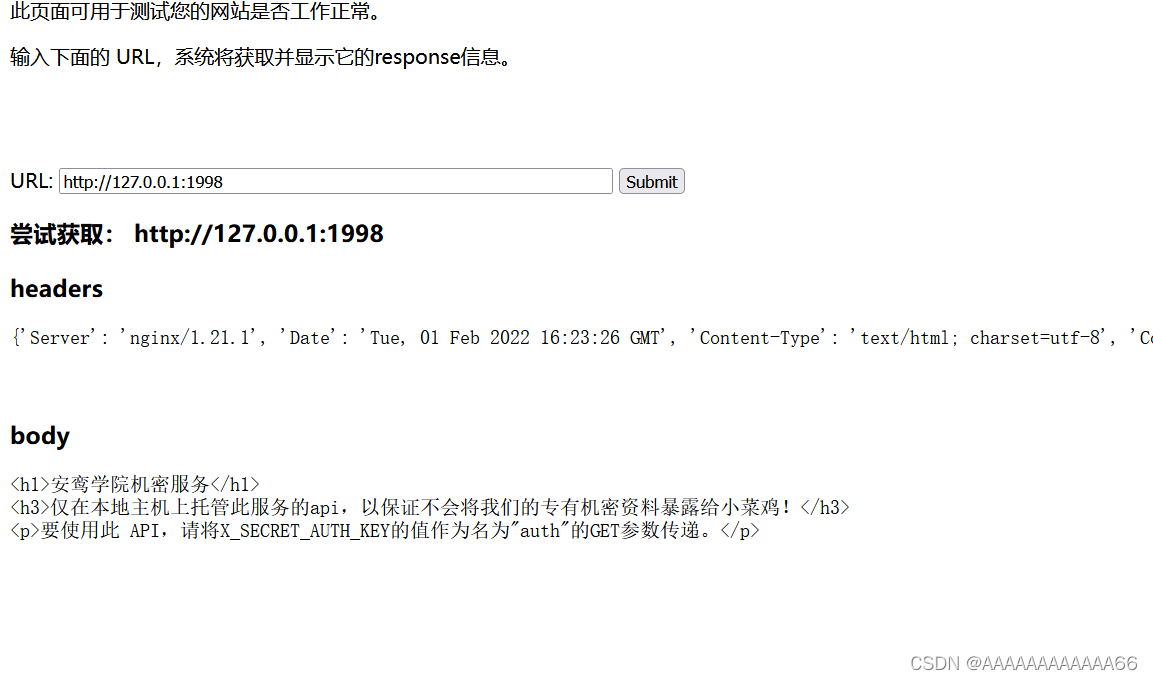 此页面可用于测试您的网站是否工作正常。
输入下面的 URL，系统将获取并显示它的response信息。
URL: http://127.0.0.1:1998 Submit
尝试获取： http://127.0.0.1:1998
headers
{'Server': 'nginx/1.21.1', 'Date': 'Tue, 01 Feb 2022 16:23:26 GMT', 'Content-Type': 'text/html; charset=utf-8', 'Co
body
<h1>安鸾学院机密服务</h1>
<h3>仅在本地主机上托管此服务的api，以保证不会将我们的专有机密资料暴露给小菜鸡！</h3>
<p>要使用此 API，请将X_SECRET_AUTH_KEY的值作为名为"auth"的GET参数传递。</p>
CSDN @AAAAAAAAAAAA66